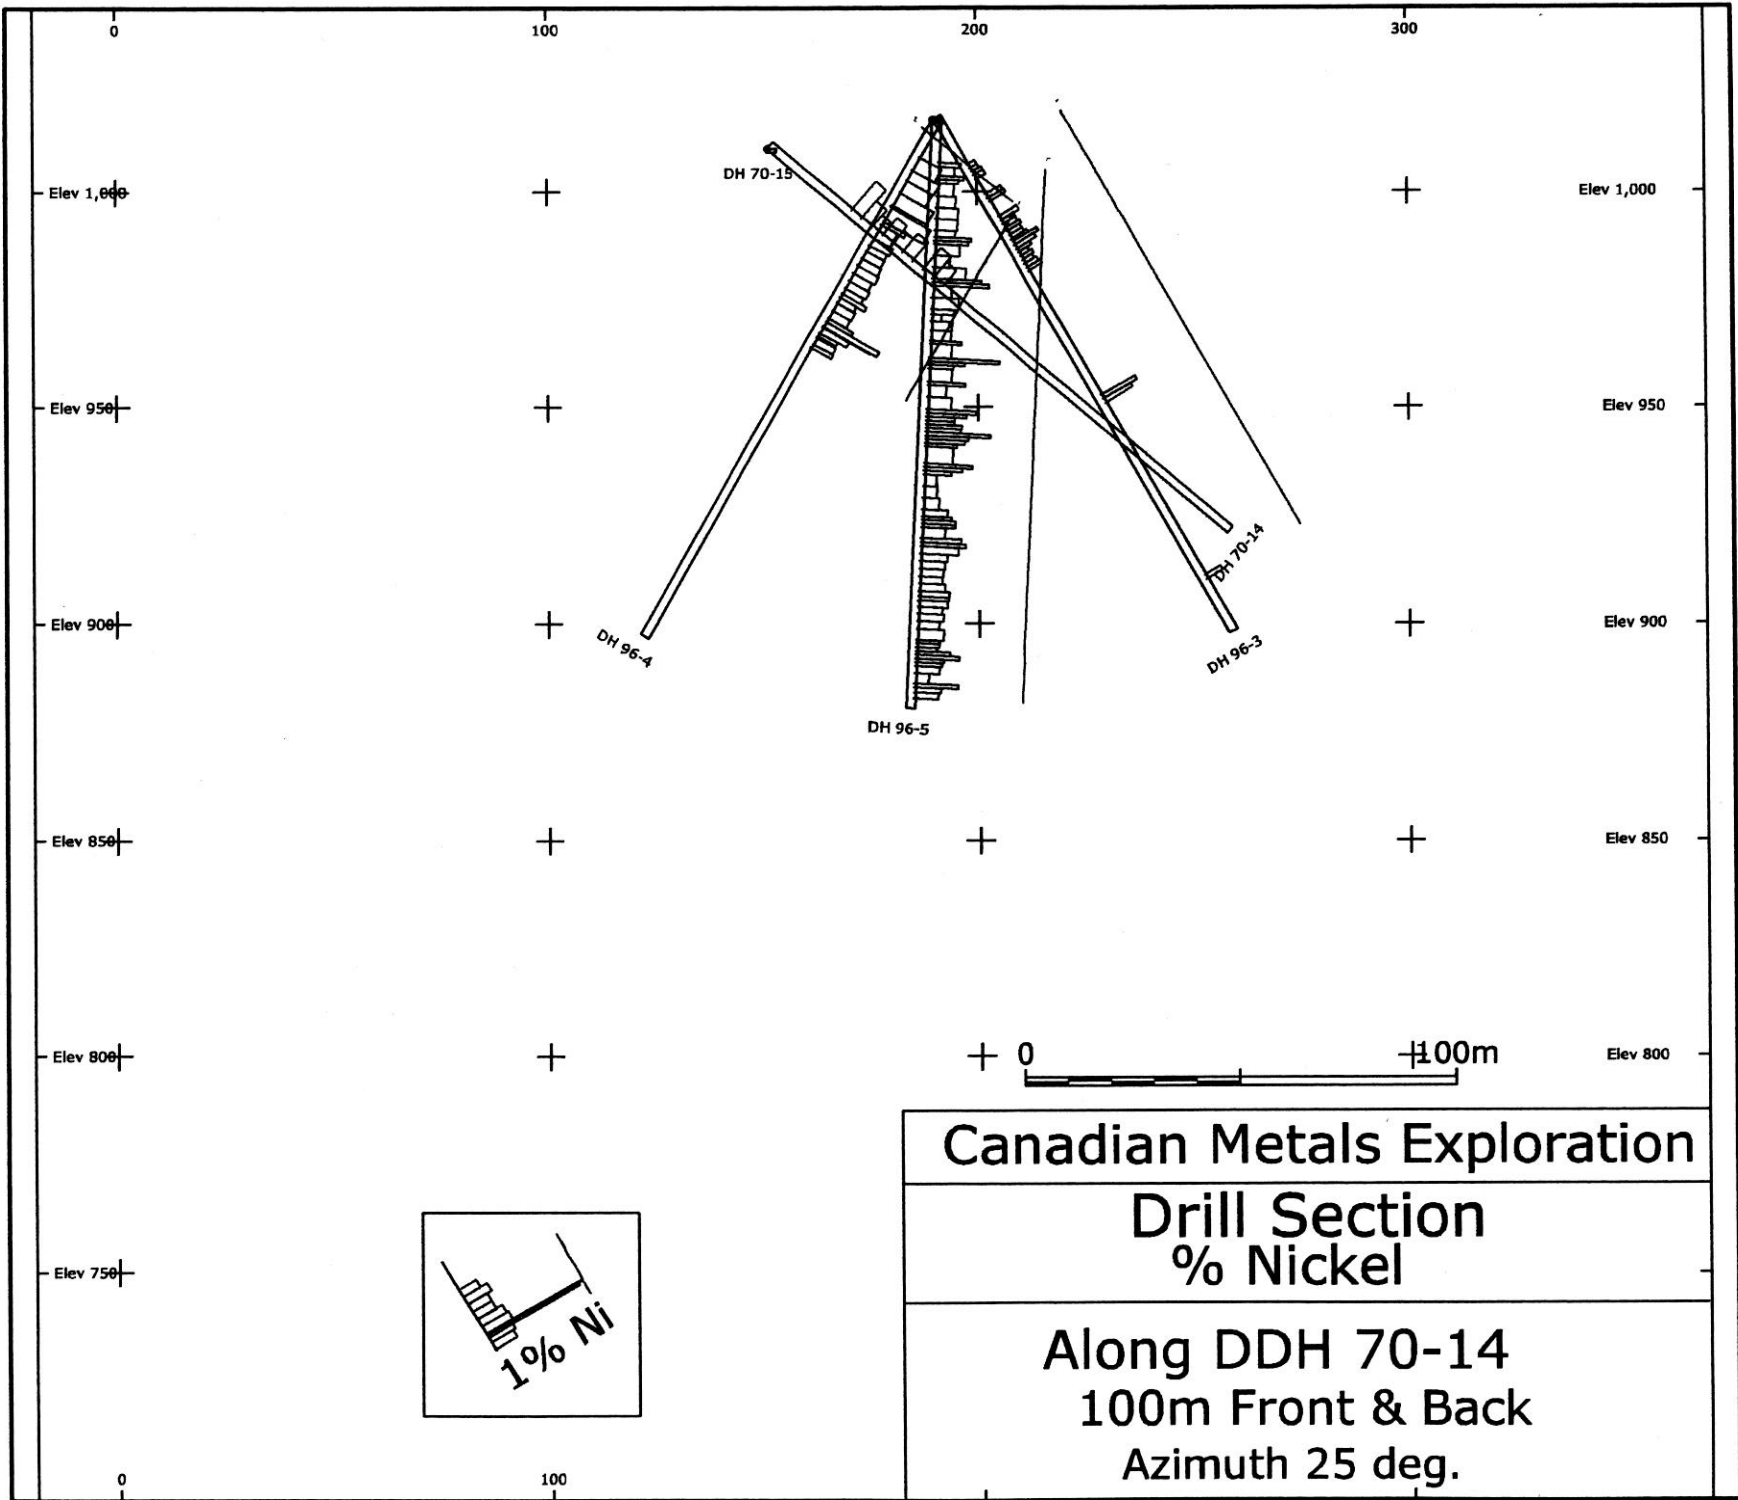 0 100 200 300
DH 70-15
Elev 1,000 Elev 1,000
Elev 950 Elev 950
DH 70-14
Elev 900 Elev 900
DH 96-4 DH 96-3
DH 96-5
Elev 850 Elev 850
Elev 800 0 100m Elev 800
Canadian Metals Exploration
Drill Section
% Nickel
Elev 750
1% Ni
Along DDH 70-14
100m Front & Back
Azimuth 25 deg.
0 100